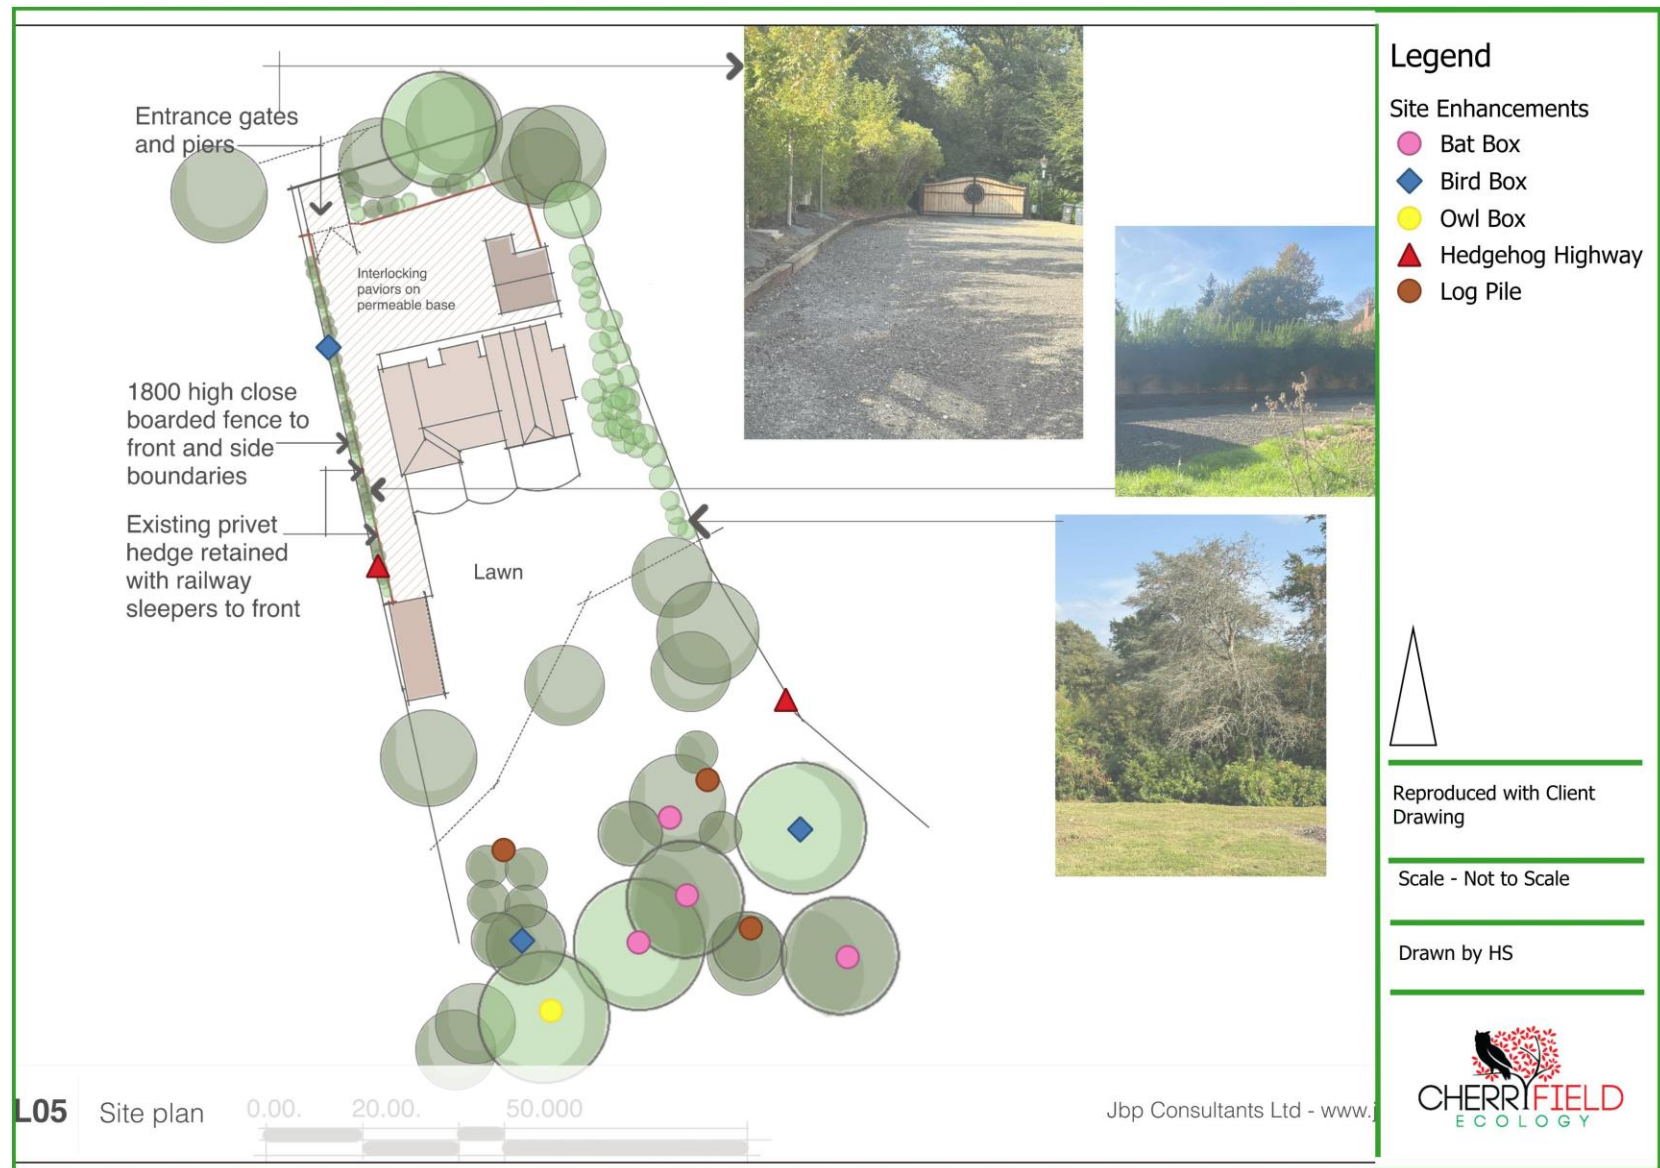 Entrance gates
and piers
Interlocking
paviors on
permeable base
1800 high close
boarded fence to
front and side
boundaries
Existing privet
hedge retained
with railway
sleepers to front
Lawn
L05
Site plan
0.00. 20.00. 50.000
Jbp Consultants Ltd - www.j
Legend
Site Enhancements
Bat Box
Bird Box
Owl Box
Hedgehog Highway
Log Pile
Reproduced with Client
Drawing
Scale - Not to Scale
Drawn by HS
CHERRYFIELD
ECOLOGY